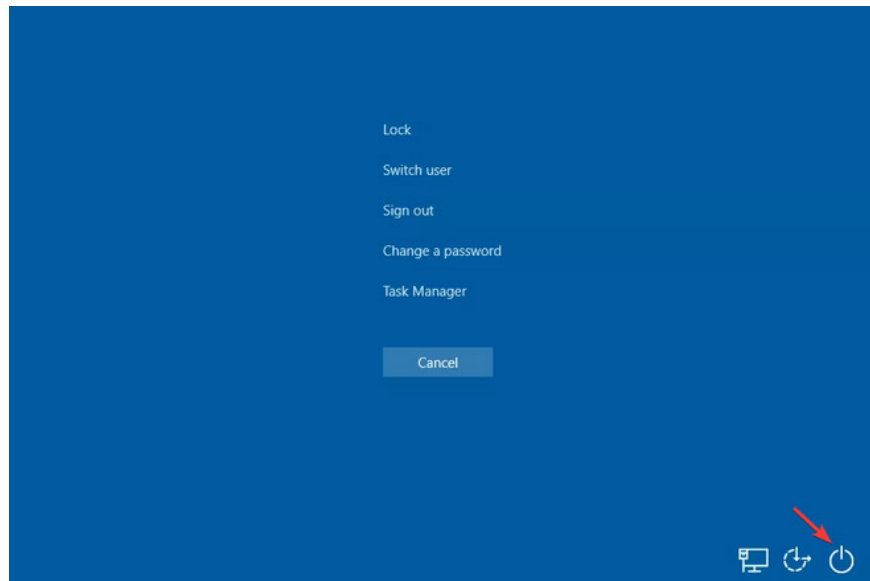 Lock
Switch user
Sign out
Change a password
Task Manager
Cancel